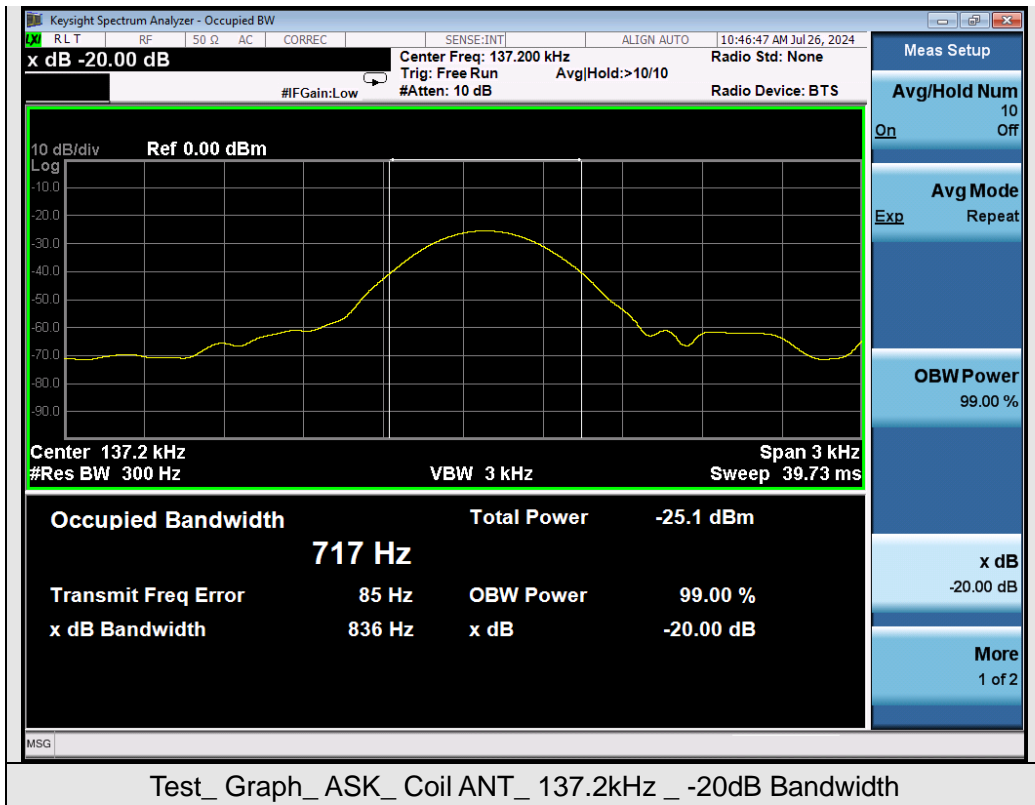 Keysight Spectrum Analyzer - Occupied BW
LXI RLT RF 50 Ω AC CORREC SENSE:INT ALIGN AUTO 10:46:47 AM Jul 26, 2024
x dB -20.00 dB
Center Freq: 137.200 kHz Radio Std: None
Trig: Free Run Avg|Hold:>10/10
#IFGain:Low #Atten: 10 dB Radio Device: BTS
10 dB/div Ref 0.00 dBm
Log
-10.0
-20.0
-30.0
-40.0
-50.0
-60.0
-70.0
-80.0
-90.0
Center 137.2 kHz Span 3 kHz
#Res BW 300 Hz VBW 3 kHz Sweep 39.73 ms
Occupied Bandwidth Total Power -25.1 dBm
717 Hz
Transmit Freq Error 85 Hz OBW Power 99.00 %
x dB Bandwidth 836 Hz x dB -20.00 dB
MSG
Meas Setup
Avg/Hold Num
10
On Off
Avg Mode
Exp Repeat
OBW Power
99.00 %
x dB
-20.00 dB
More
1 of 2
Test_ Graph_ ASK_ Coil ANT_ 137.2kHz _ -20dB Bandwidth